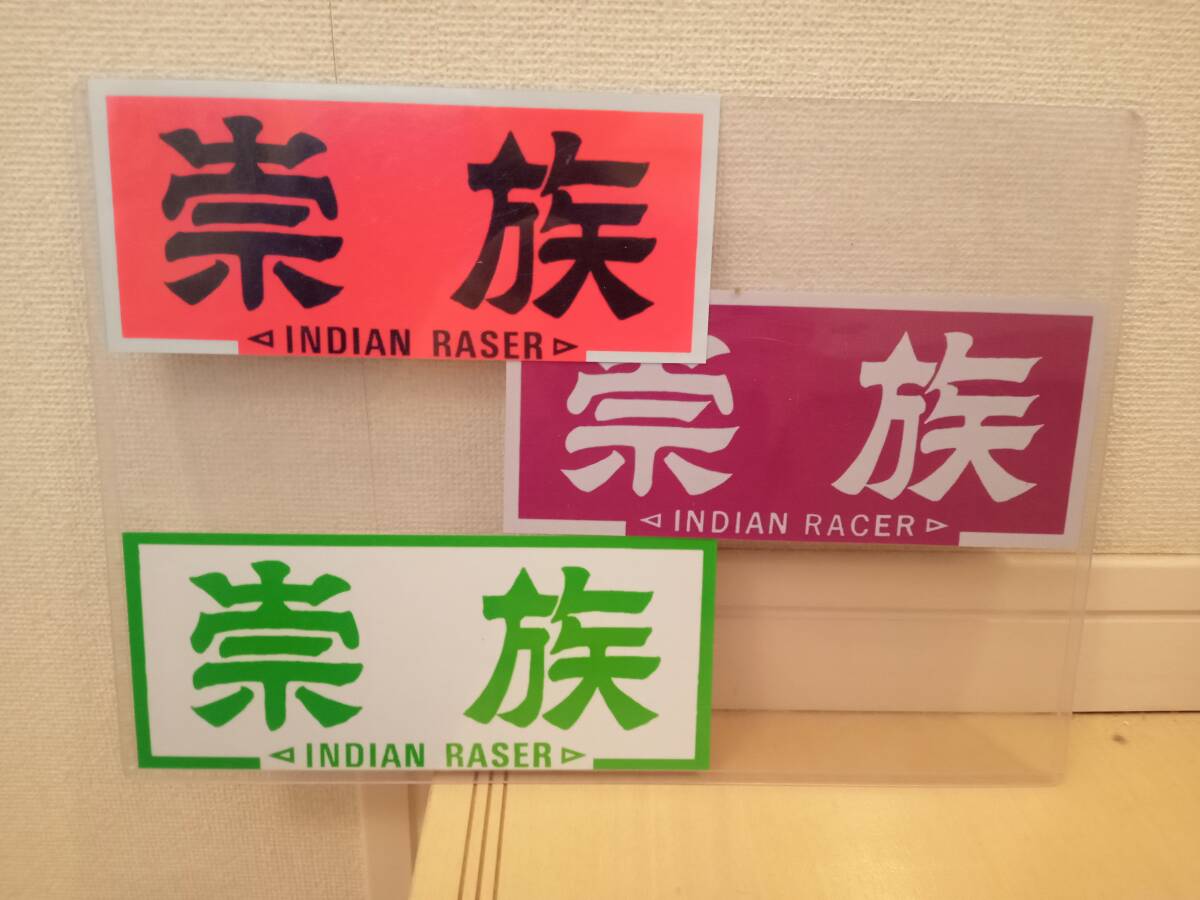 崇族
◁ INDIAN RASER ▷
崇族
◁ INDIAN RACER ▷
崇族
◁ INDIAN RASER ▷